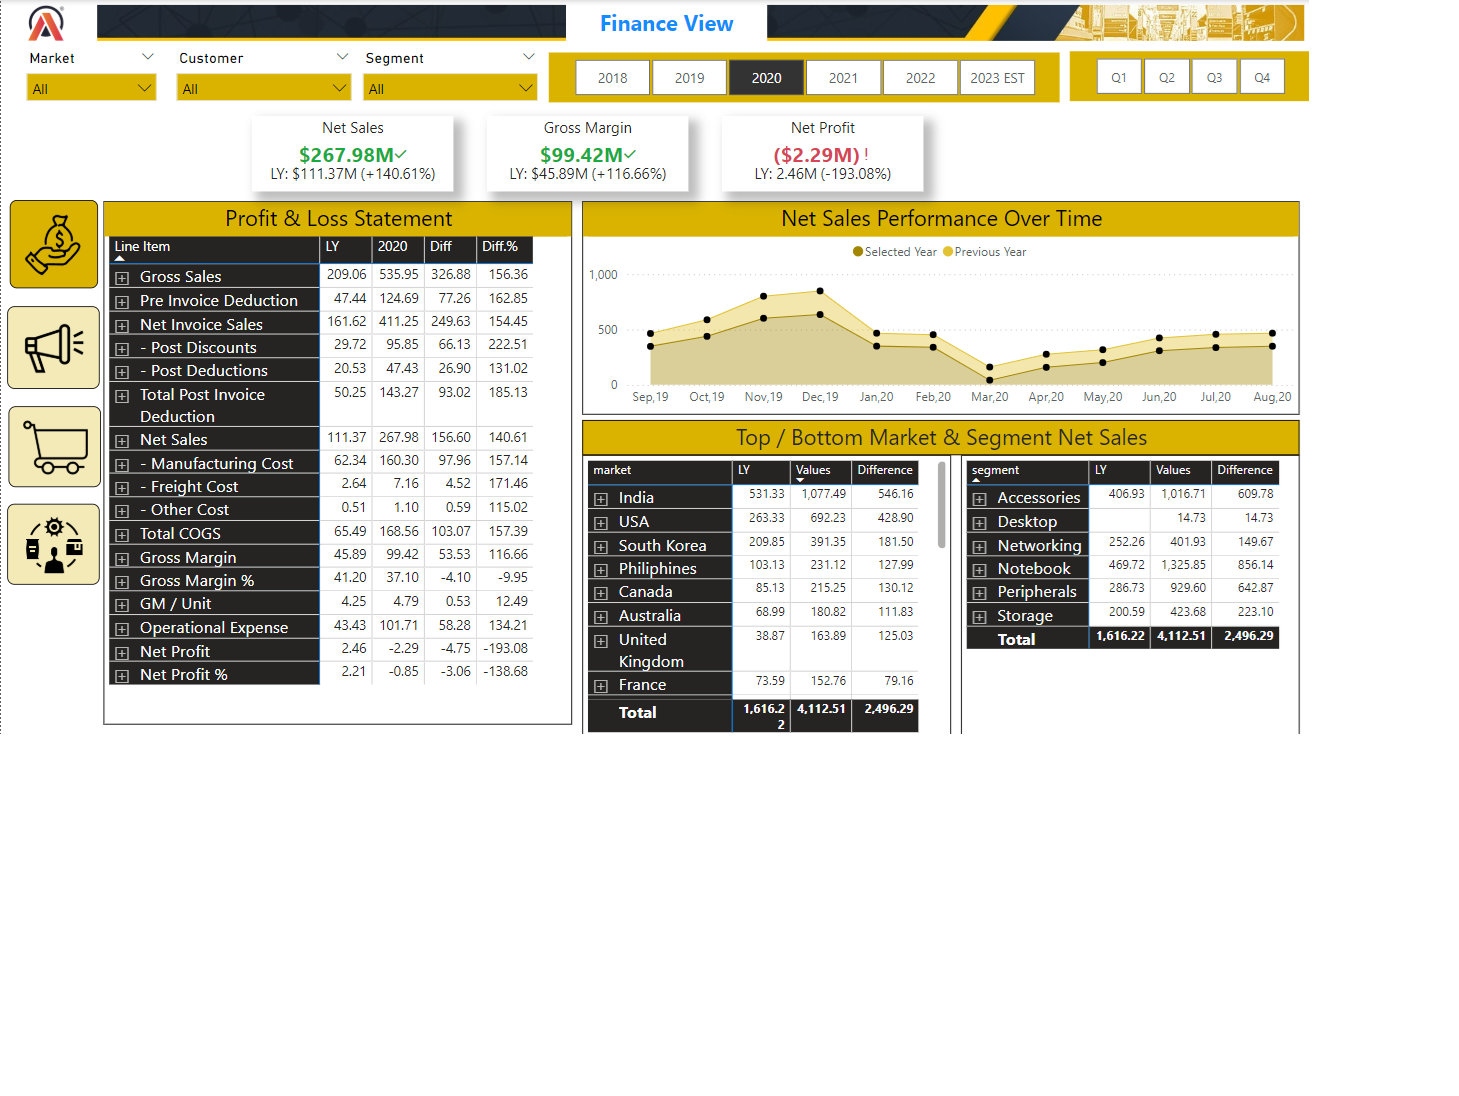 Finance View
Market
Customer
Segment
All
All
All
2018 2019 2020 2021 2022 2023 EST
Q1 Q2 Q3 Q4
Net Sales
$267.98M
LY: $111.37M (+140.61%)
Gross Margin
$99.42M
LY: $45.89M (+116.66%)
Net Profit
($2.29M) !
LY: 2.46M (-193.08%)
Profit & Loss Statement
Line Item LY 2020 Diff Diff.%
Gross Sales 209.06 535.95 326.88 156.36
Pre Invoice Deduction 47.44 124.69 77.26 162.85
Net Invoice Sales 161.62 411.25 249.63 154.45
- Post Discounts 29.72 95.85 66.13 222.51
- Post Deductions 20.53 47.43 26.90 131.02
Total Post Invoice 50.25 143.27 93.02 185.13
Deduction
Net Sales 111.37 267.98 156.60 140.61
- Manufacturing Cost 62.34 160.30 97.96 157.14
- Freight Cost 2.64 7.16 4.52 171.46
- Other Cost 0.51 1.10 0.59 115.02
Total COGS 65.49 168.56 103.07 157.39
Gross Margin 45.89 99.42 53.53 116.66
Gross Margin % 41.20 37.10 -4.10 -9.95
GM / Unit 4.25 4.79 0.53 12.49
Operational Expense 43.43 101.71 58.28 134.21
Net Profit 2.46 -2.29 -4.75 -193.08
Net Profit % 2.21 -0.85 -3.06 -138.68
Net Sales Performance Over Time
Selected Year Previous Year
1,000
500
0
Sep,19 Oct,19 Nov,19 Dec,19 Jan,20 Feb,20 Mar,20 Apr,20 May,20 Jun,20 Jul,20 Aug,20
Top / Bottom Market & Segment Net Sales
market LY Values Difference
India 531.33 1,077.49 546.16
USA 263.33 692.23 428.90
South Korea 209.85 391.35 181.50
Philiphines 103.13 231.12 127.99
Canada 85.13 215.25 130.12
Australia 68.99 180.82 111.83
United 38.87 163.89 125.03
Kingdom
France 73.59 152.76 79.16
Total 1,616.2 4,112.51 2,496.29
2
segment LY Values Difference
Accessories 406.93 1,016.71 609.78
Desktop 14.73 14.73
Networking 252.26 401.93 149.67
Notebook 469.72 1,325.85 856.14
Peripherals 286.73 929.60 642.87
Storage 200.59 423.68 223.10
Total 1,616.22 4,112.51 2,496.29